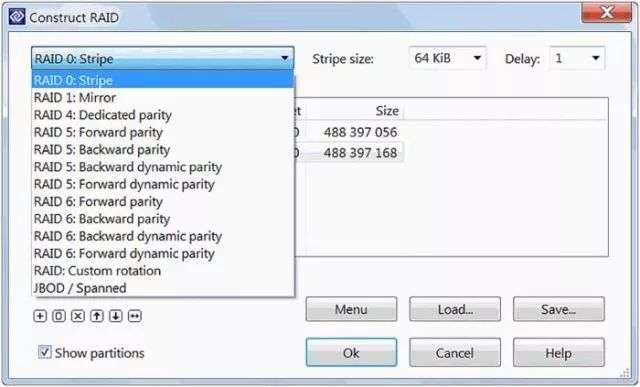 Construct RAID
RAID 0: Stripe Stripe size: 64 KiB Delay: 1
RAID 0: Stripe
RAID 1: Mirror
RAID 4: Dedicated parity
RAID 5: Forward parity
RAID 5: Backward parity
RAID 5: Backward dynamic parity
RAID 5: Forward dynamic parity
RAID 6: Forward parity
RAID 6: Backward parity
RAID 6: Backward dynamic parity
RAID 6: Forward dynamic parity
RAID: Custom rotation
JBOD / Spanned
et Size
0 488 397 056
0 488 397 168
Menu Load... Save...
Show partitions Ok Cancel Help